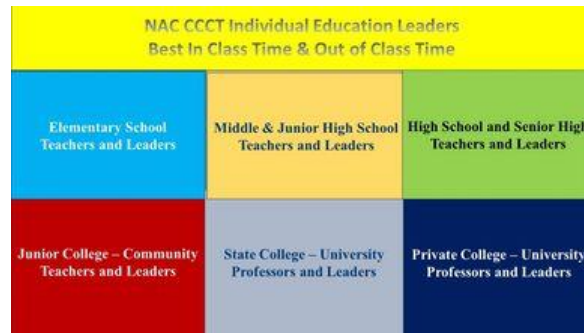 NAC CCCT Individual Education Leaders
Best In Class Time & Out of Class Time
Elementary School
Teachers and Leaders
Middle & Junior High School
Teachers and Leaders
High School and Senior High
Teachers and Leaders
Junior College – Community
Teachers and Leaders
State College – University
Professors and Leaders
Private College – University
Professors and Leaders